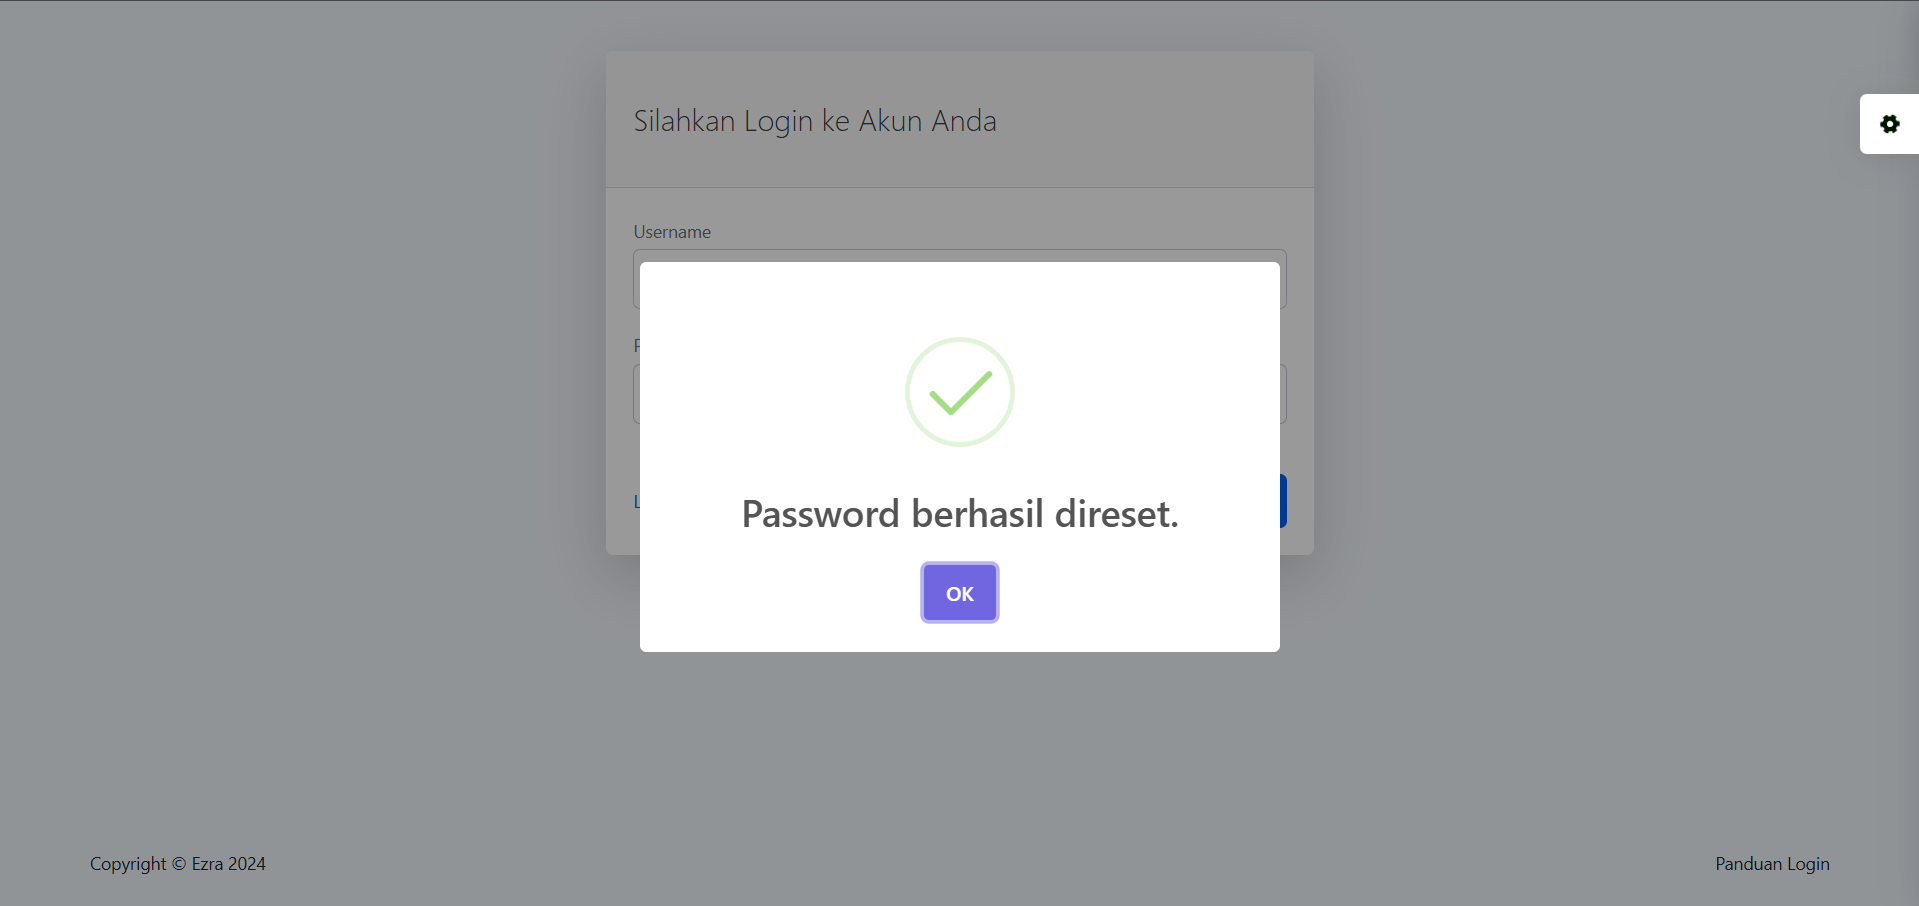 Silahkan Login ke Akun Anda
Username
Password berhasil direset.
OK
Copyright © Ezra 2024
Panduan Login